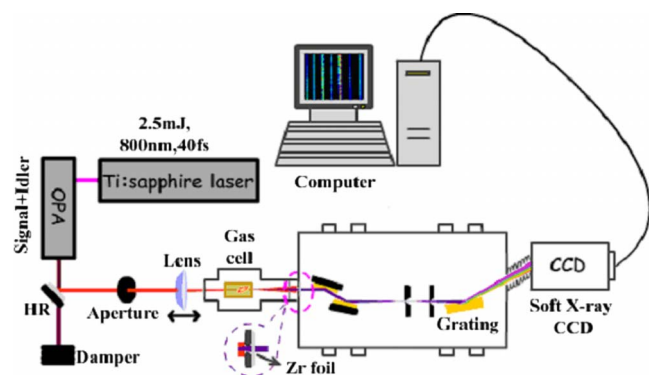 2.5mJ,
800nm,40fs
Ti:sapphire laser
Signal+Idler
OPA
Computer
Lens
Gas
cell
CCD
HR
Aperture
Grating
Soft X-ray
CCD
Damper
Zr foil